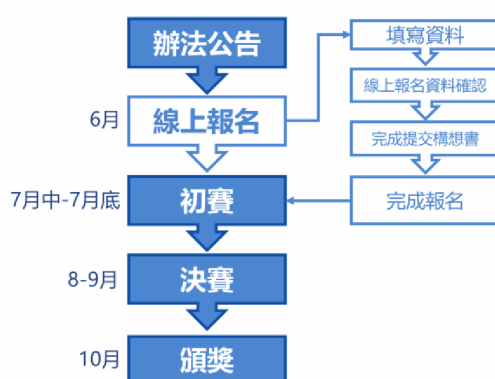 辦法公告
6月
線上報名
7月中-7月底
初賽
8-9月
決賽
10月
頒獎
填寫資料
線上報名資料確認
完成提交構想書
完成報名